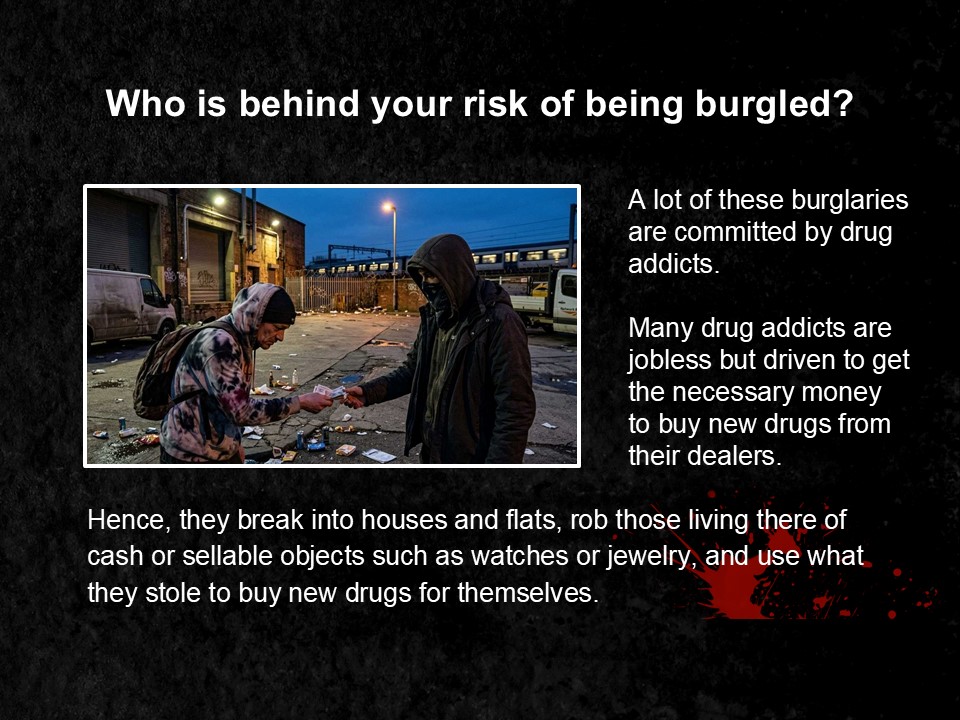 Who is behind your risk of being burgled?
A lot of these burglaries
are committed by drug
addicts.
Many drug addicts are
jobless but driven to get
the necessary money
to buy new drugs from
their dealers.
Hence, they break into houses and flats, rob those living there of
cash or sellable objects such as watches or jewelry, and use what
they stole to buy new drugs for themselves.